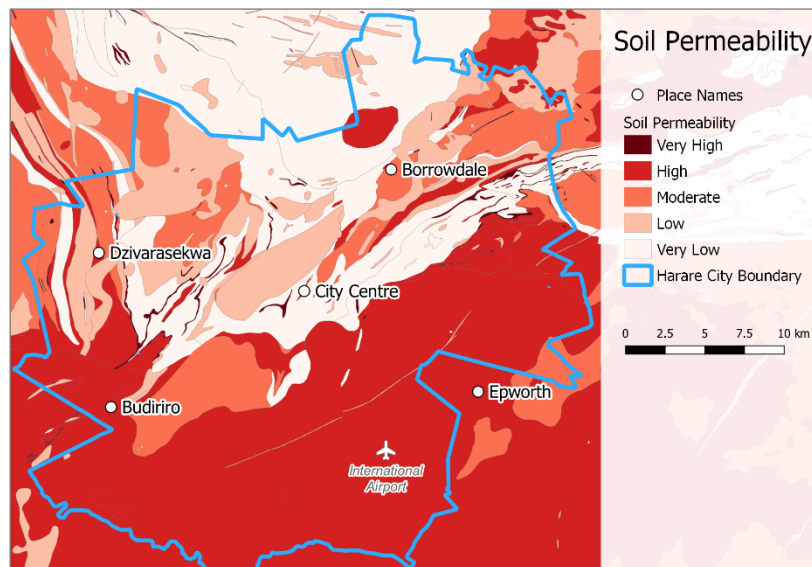 Soil Permeability
Place Names
Soil Permeability
Very High
High
Moderate
Low
Very Low
Harare City Boundary
0 2.5 5 7.5 10 km
Borrowdale
Dzivarasekwa
City Centre
Budiriro
Epworth
International
Airport